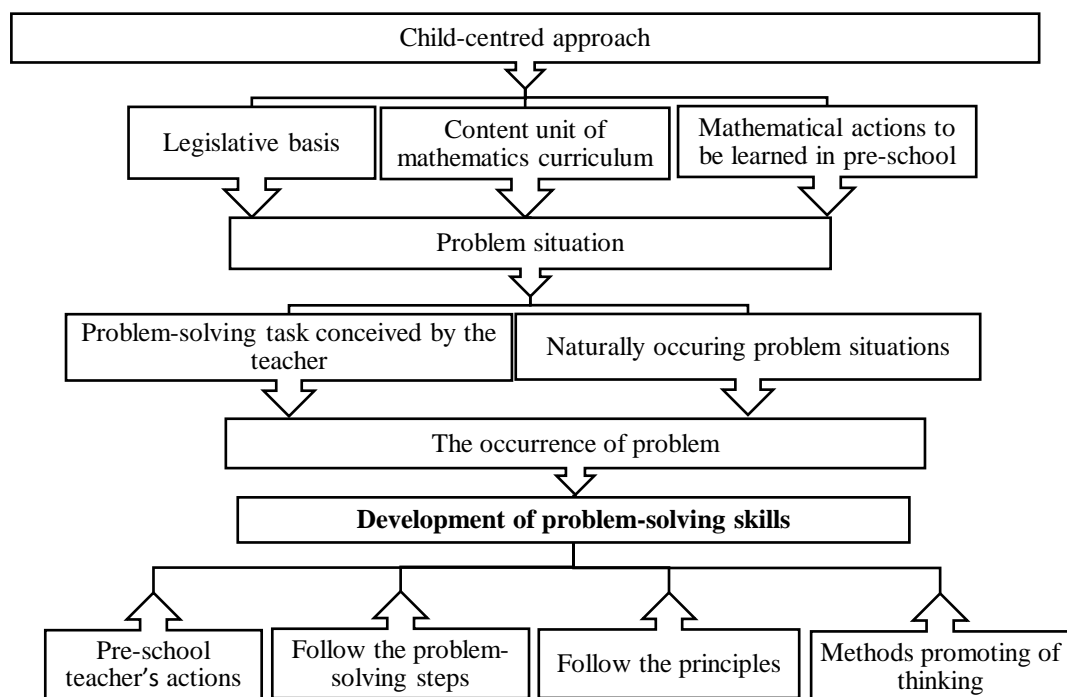 Child-centred approach
Legislative basis
Content unit of
mathematics curriculum
Mathematical actions to
be learned in pre-school
Problem situation
Problem-solving task conceived by the
teacher
Naturally occuring problem situations
The occurrence of problem
Development of problem-solving skills
Pre-school
teacher's actions
Follow the problem-
solving steps
Follow the principles
Methods promoting of
thinking